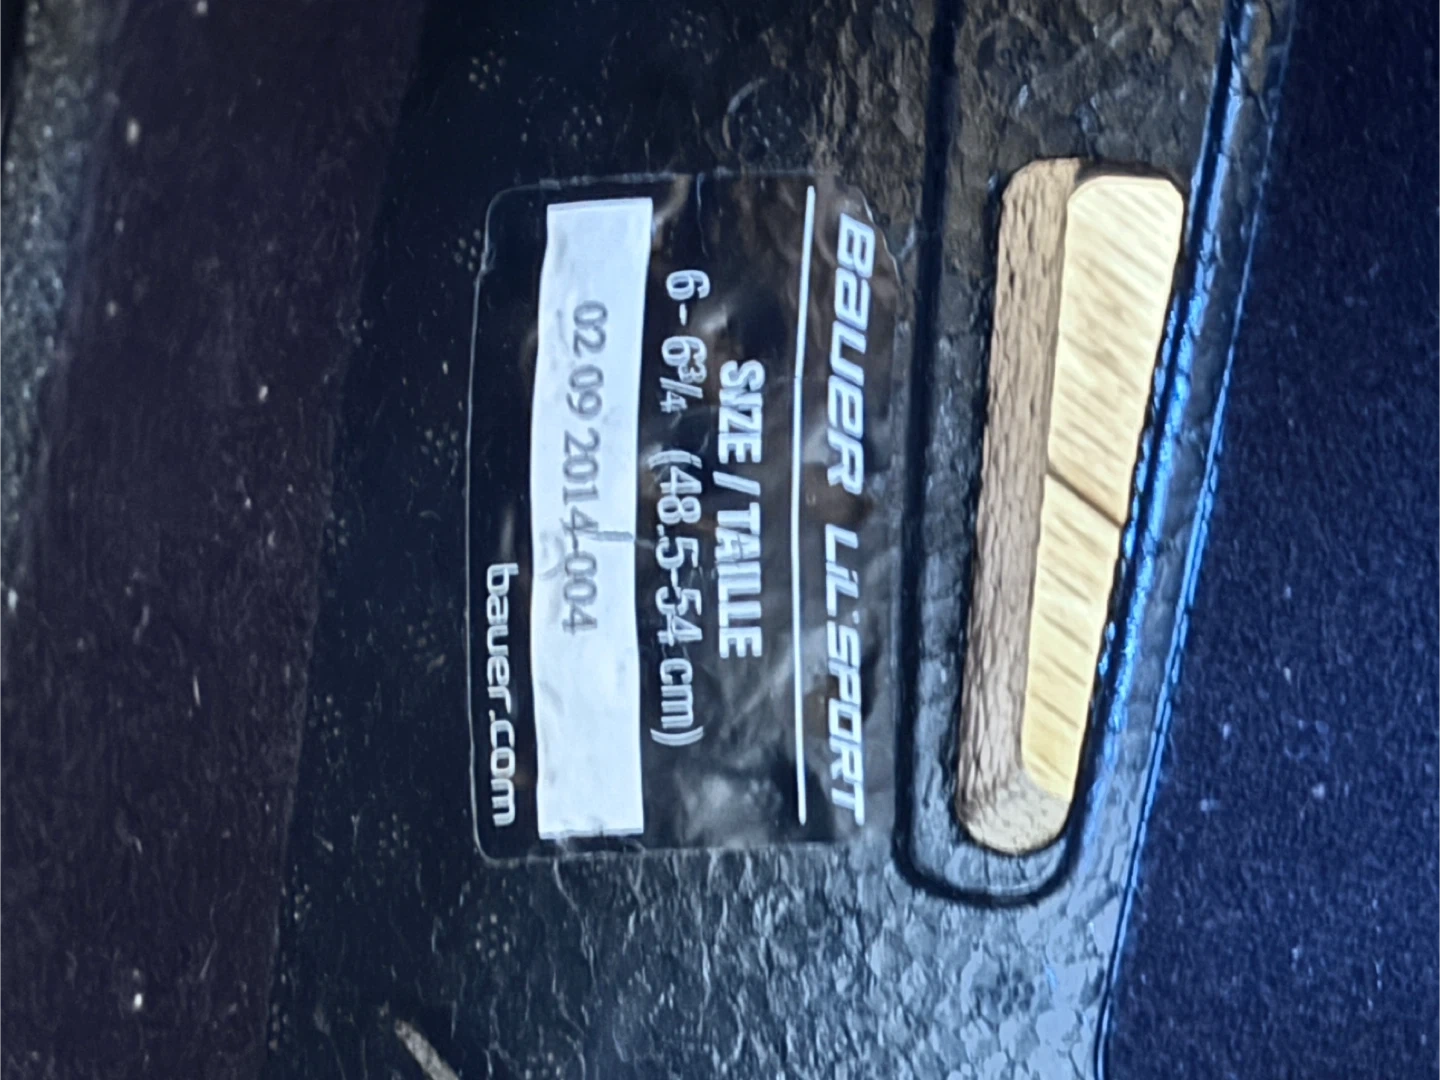 BAUER LIL'SPORT
SIZE / TAILLE
6 - 6¾ (48.5-54 cm)
02 09 2014-004
bauer.com